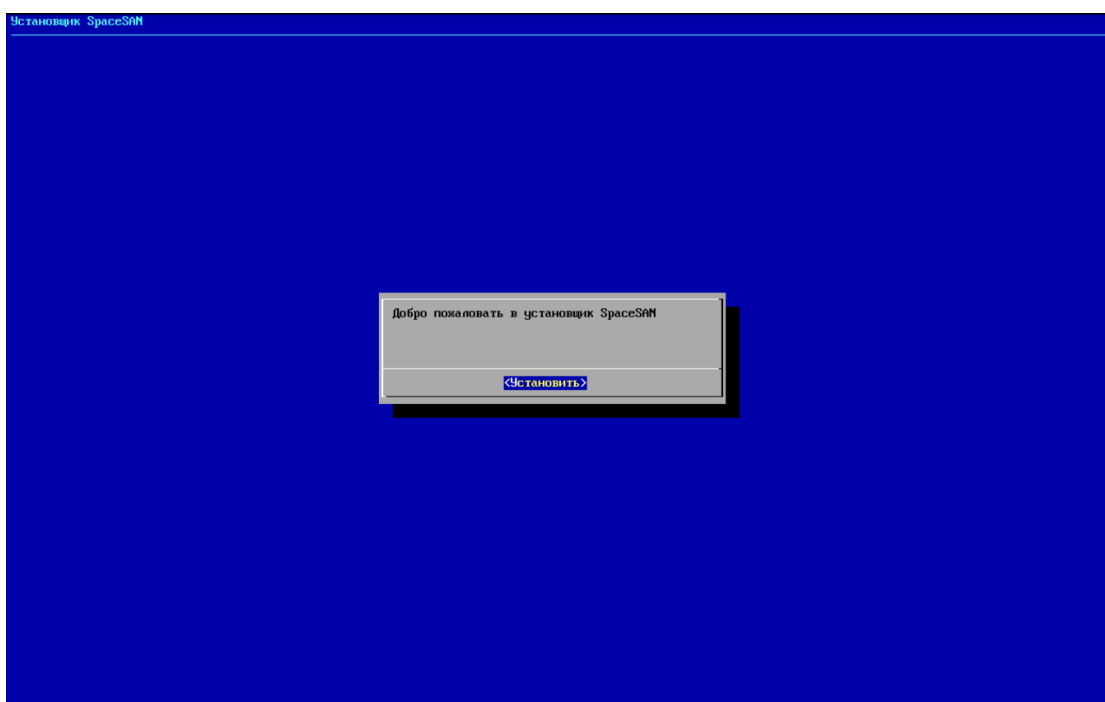 Установщик SpaceSAN
Добро пожаловать в установщик SpaceSAN
<Установить>